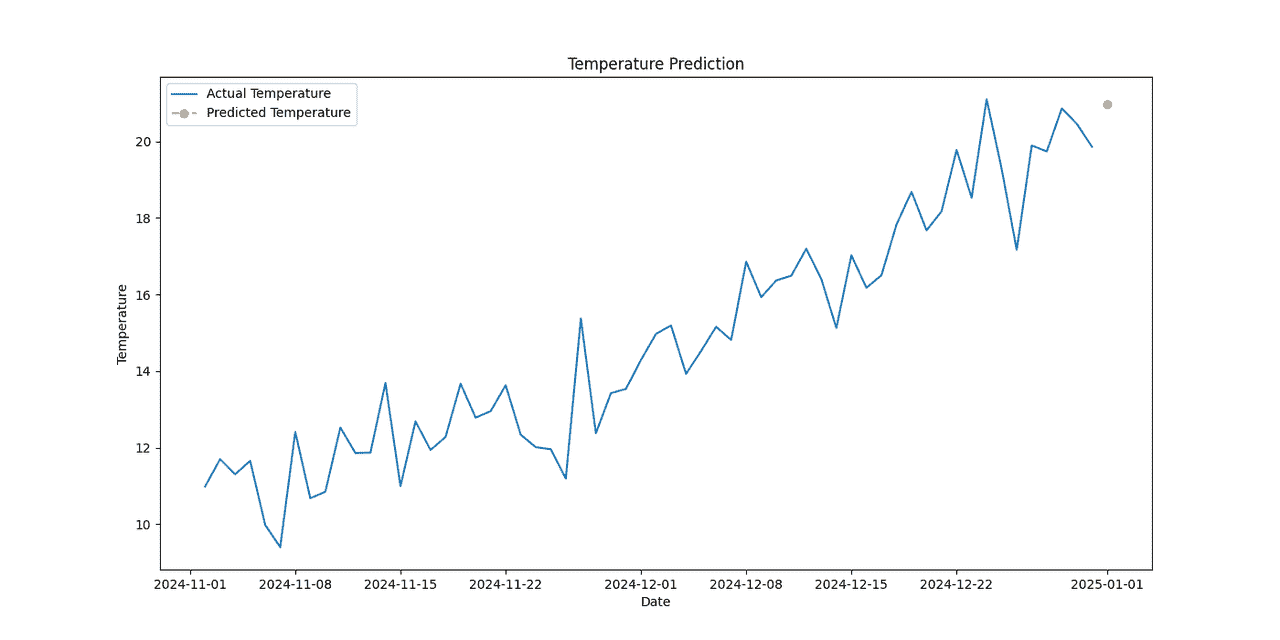 Temperature Prediction
Actual Temperature
Predicted Temperature
Temperature
20
18
16
14
12
10
2024-11-01 2024-11-08 2024-11-15 2024-11-22 2024-12-01 2024-12-08 2024-12-15 2024-12-22 2025-01-01
Date